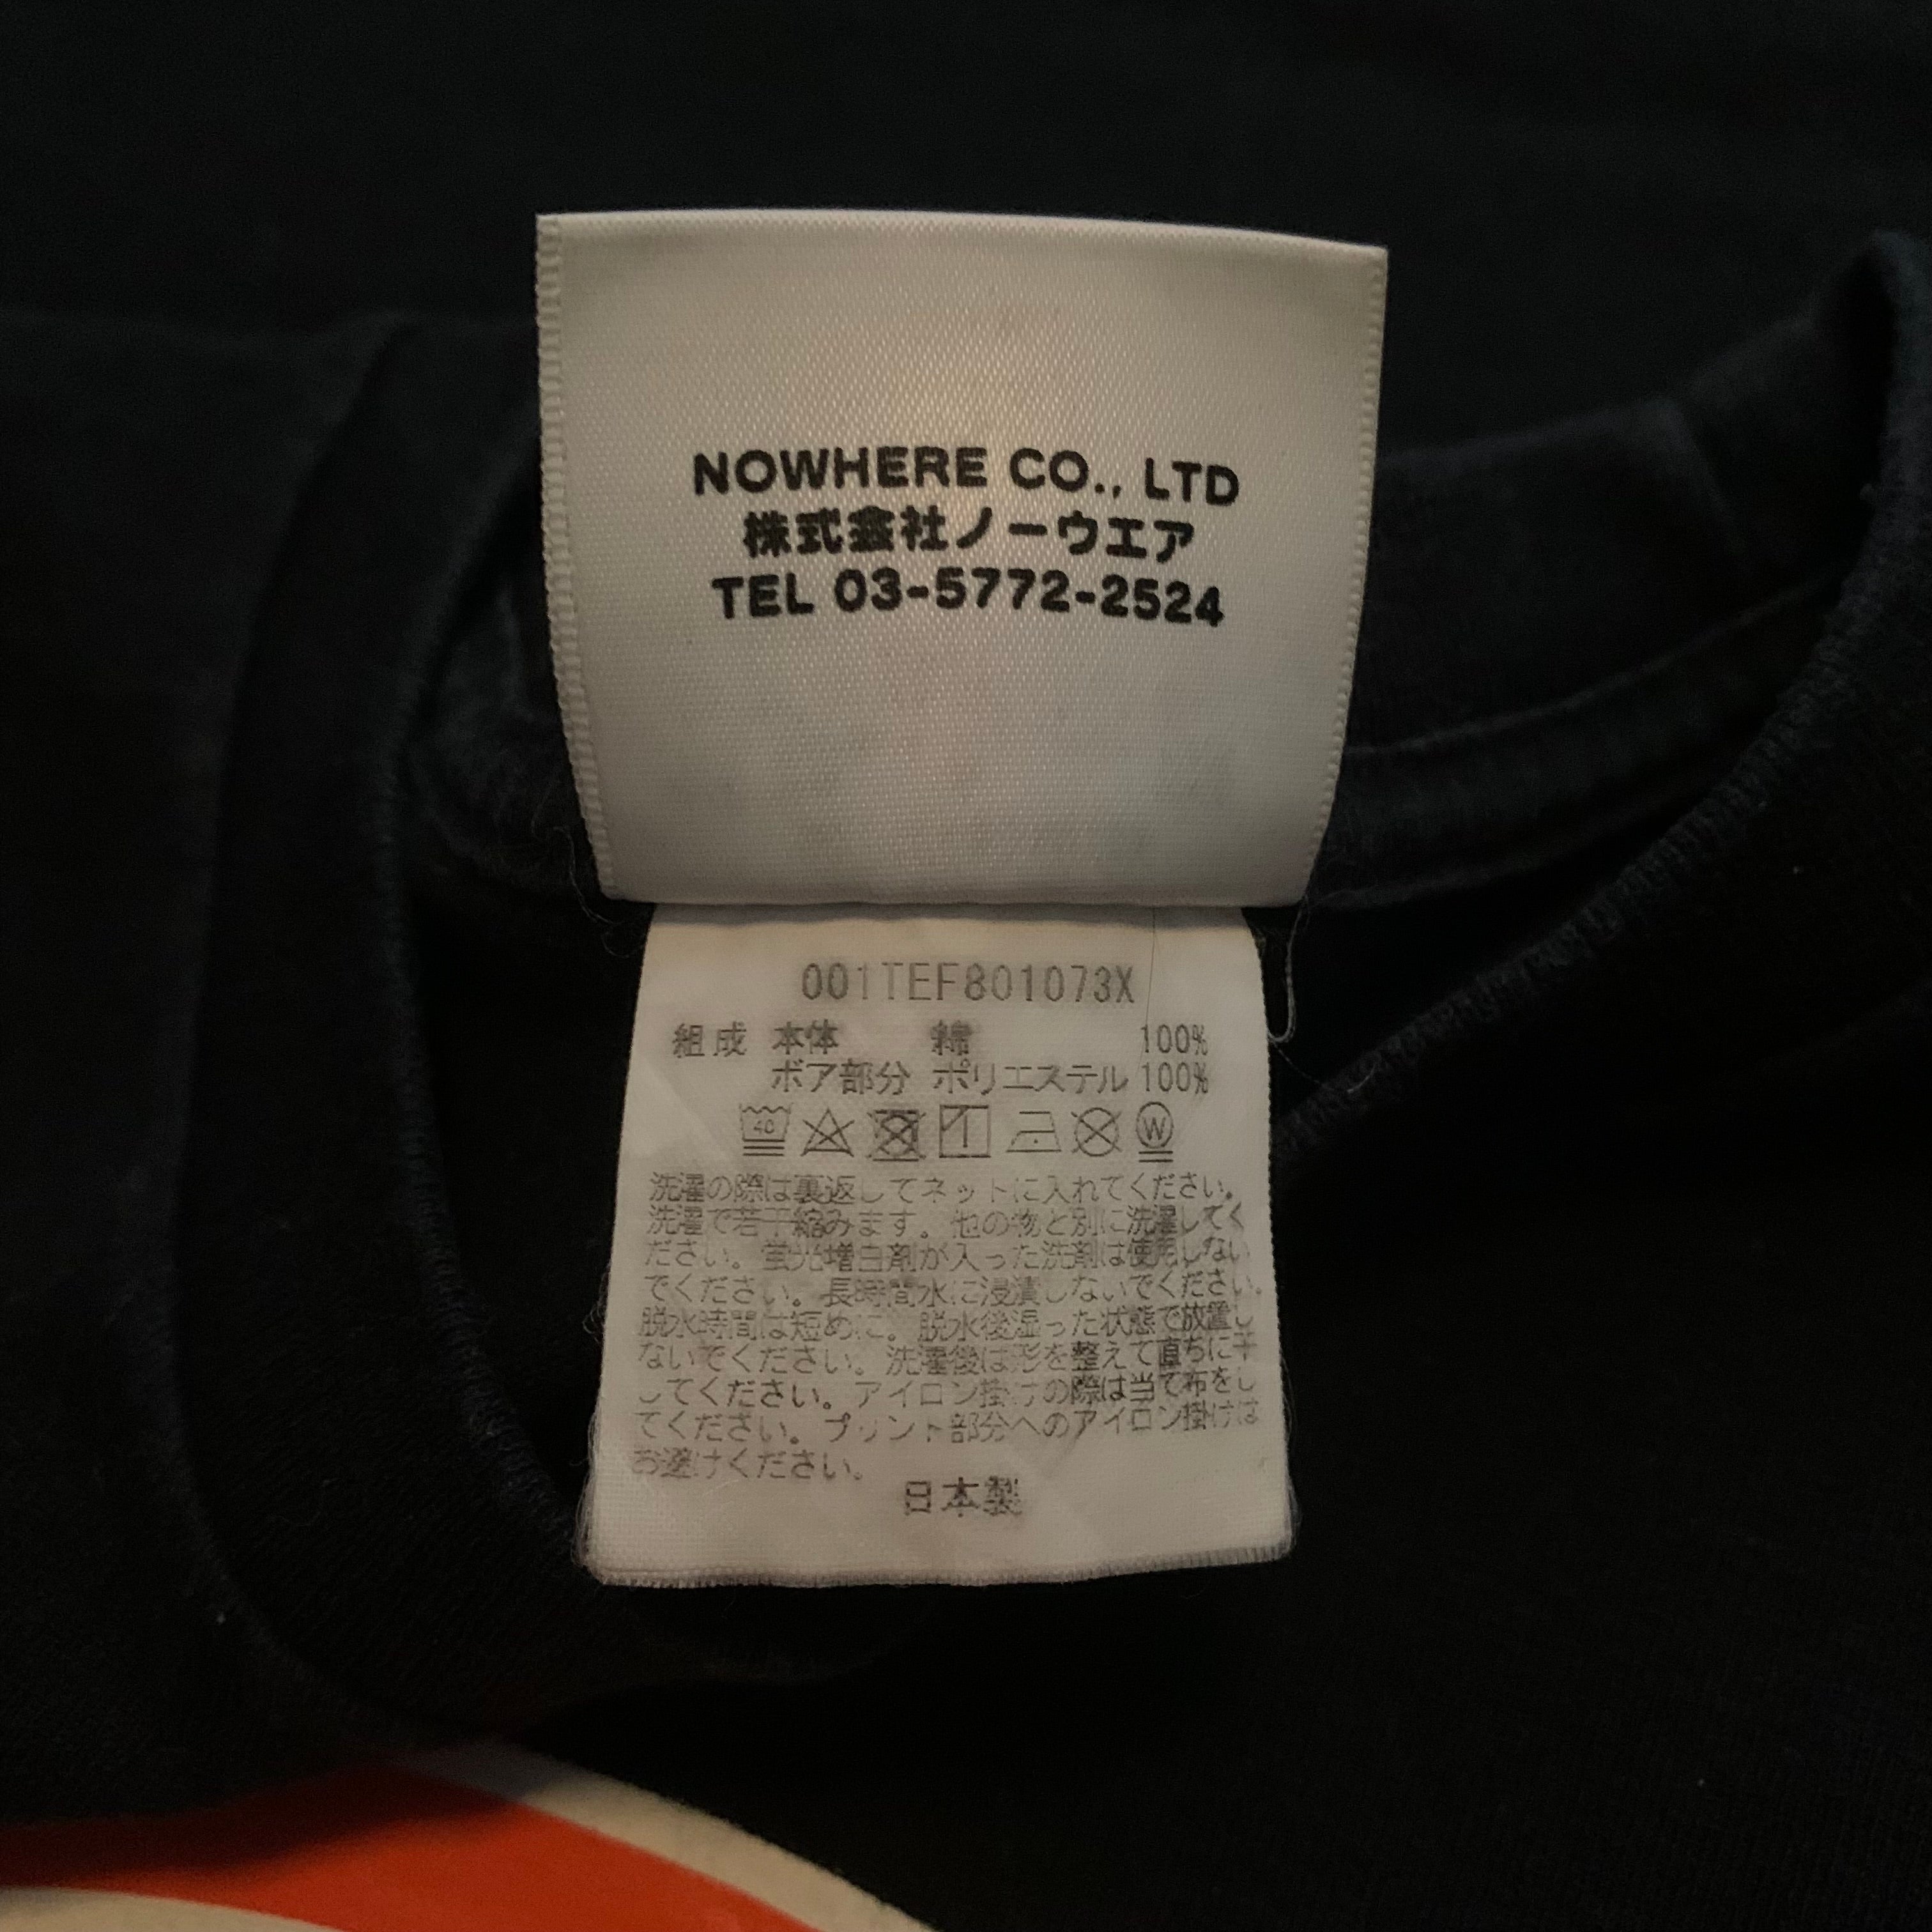 NOWHERE CO., LTD
株式会社ノーウエア
TEL 03-5772-2524
001TEF801073X
組成 本体 綿 100%
ボア部分 ポリエステル 100%
40 W
洗濯の際は裏返してネットに入れてください。
洗濯で若干縮みます。他の物と別に洗濯してく
ださい。蛍光増白剤が入った洗剤は使用しない
でください。長時間水に浸漬しないでください。
脱水時間は短めに。脱水後湿った状態で放置し
ないでください。洗濯後は形を整えて直ちに干
してください。アイロン掛けの際は当て布をし
てください。プリント部分へのアイロン掛けは
お避けください。
日本製